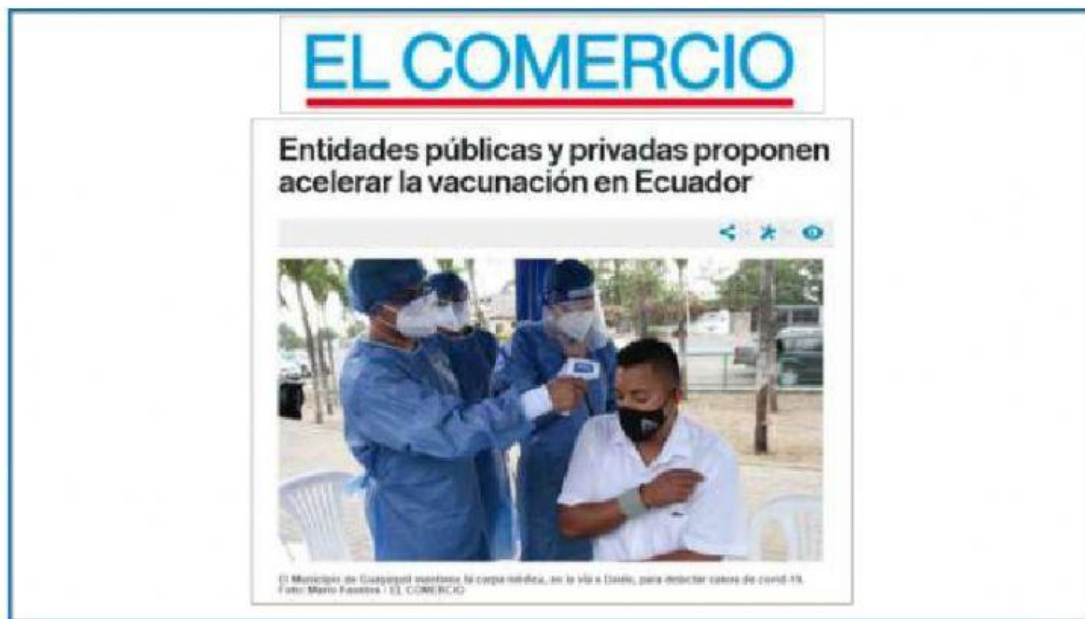 EL COMERCIO
Entidades públicas y privadas proponen
acelerar la vacunación en Ecuador
El Municipio de Guayaquil mantiene la carpa médica, en la vía a Daule, para detectar casos de covid-19.
Foto: Mario Faustos / EL COMERCIO